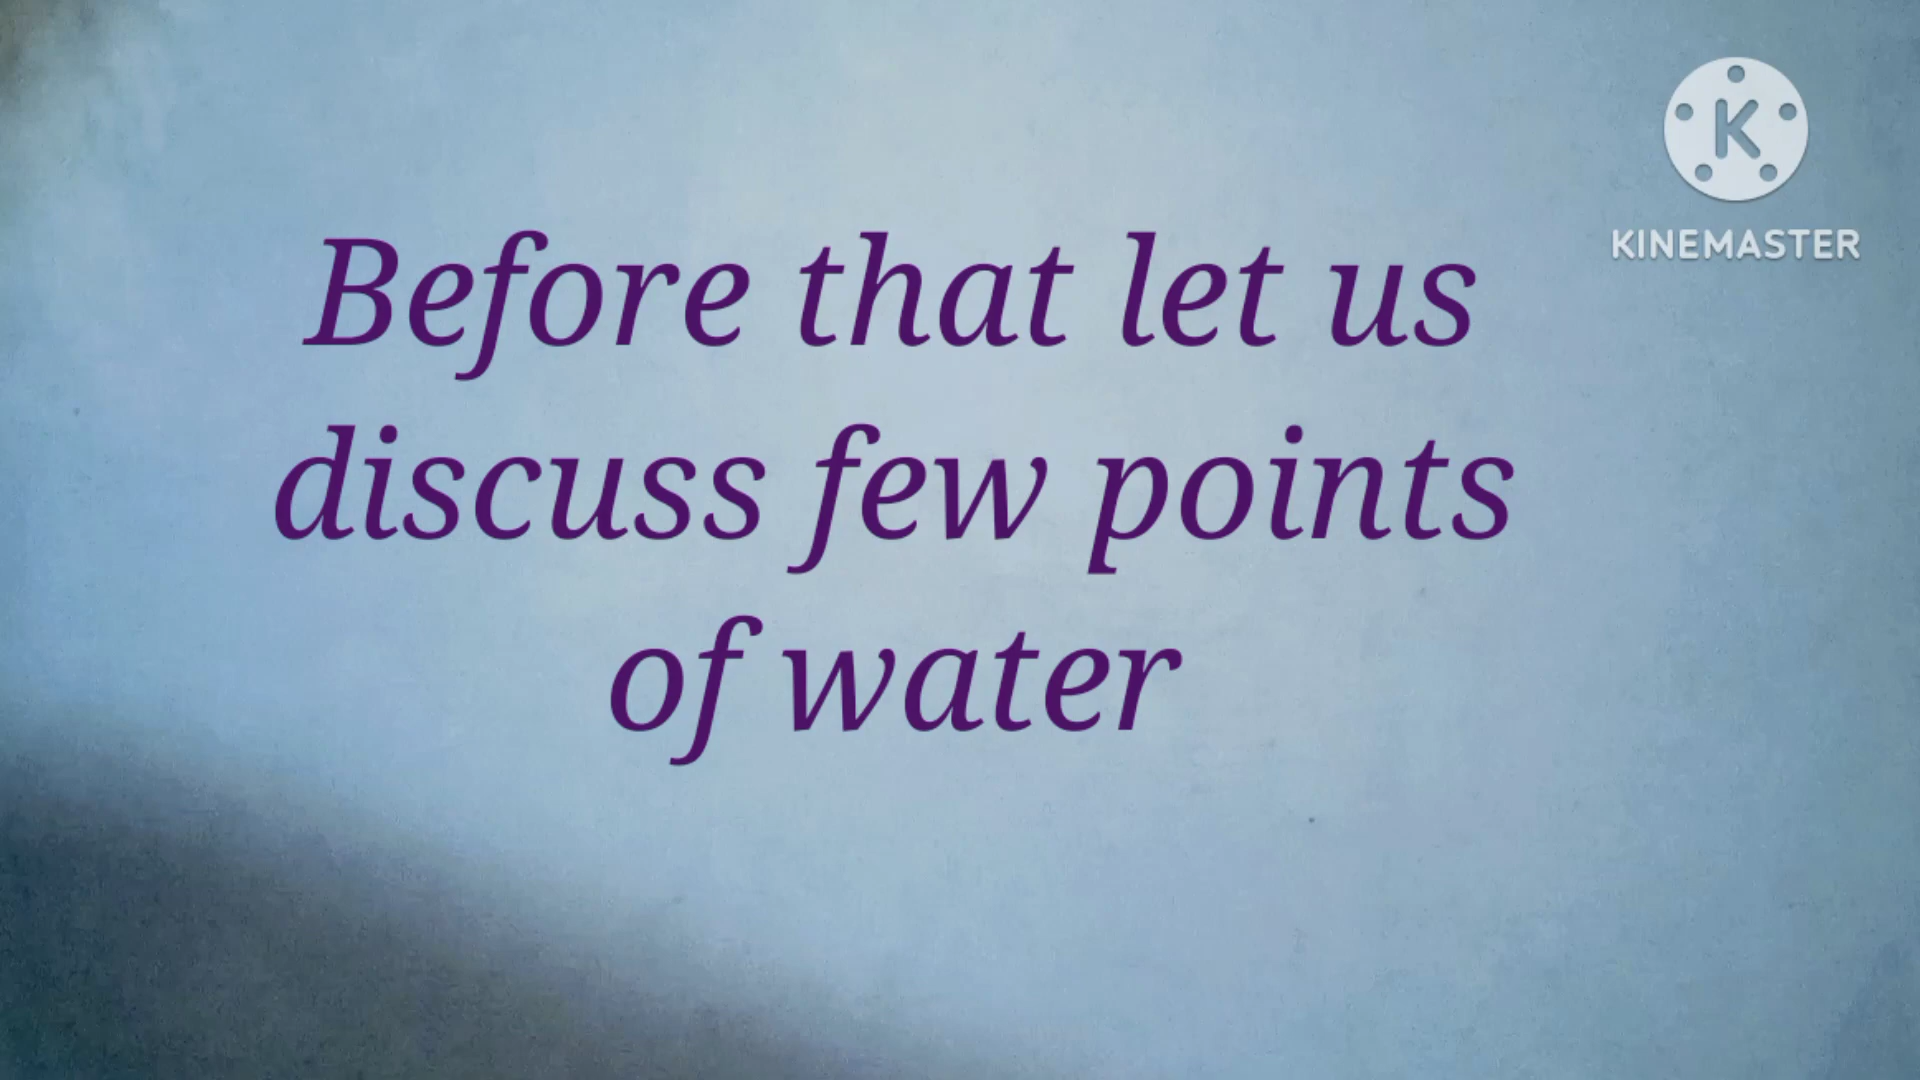 K
KINEMASTER
Before that let us
discuss few points
of water